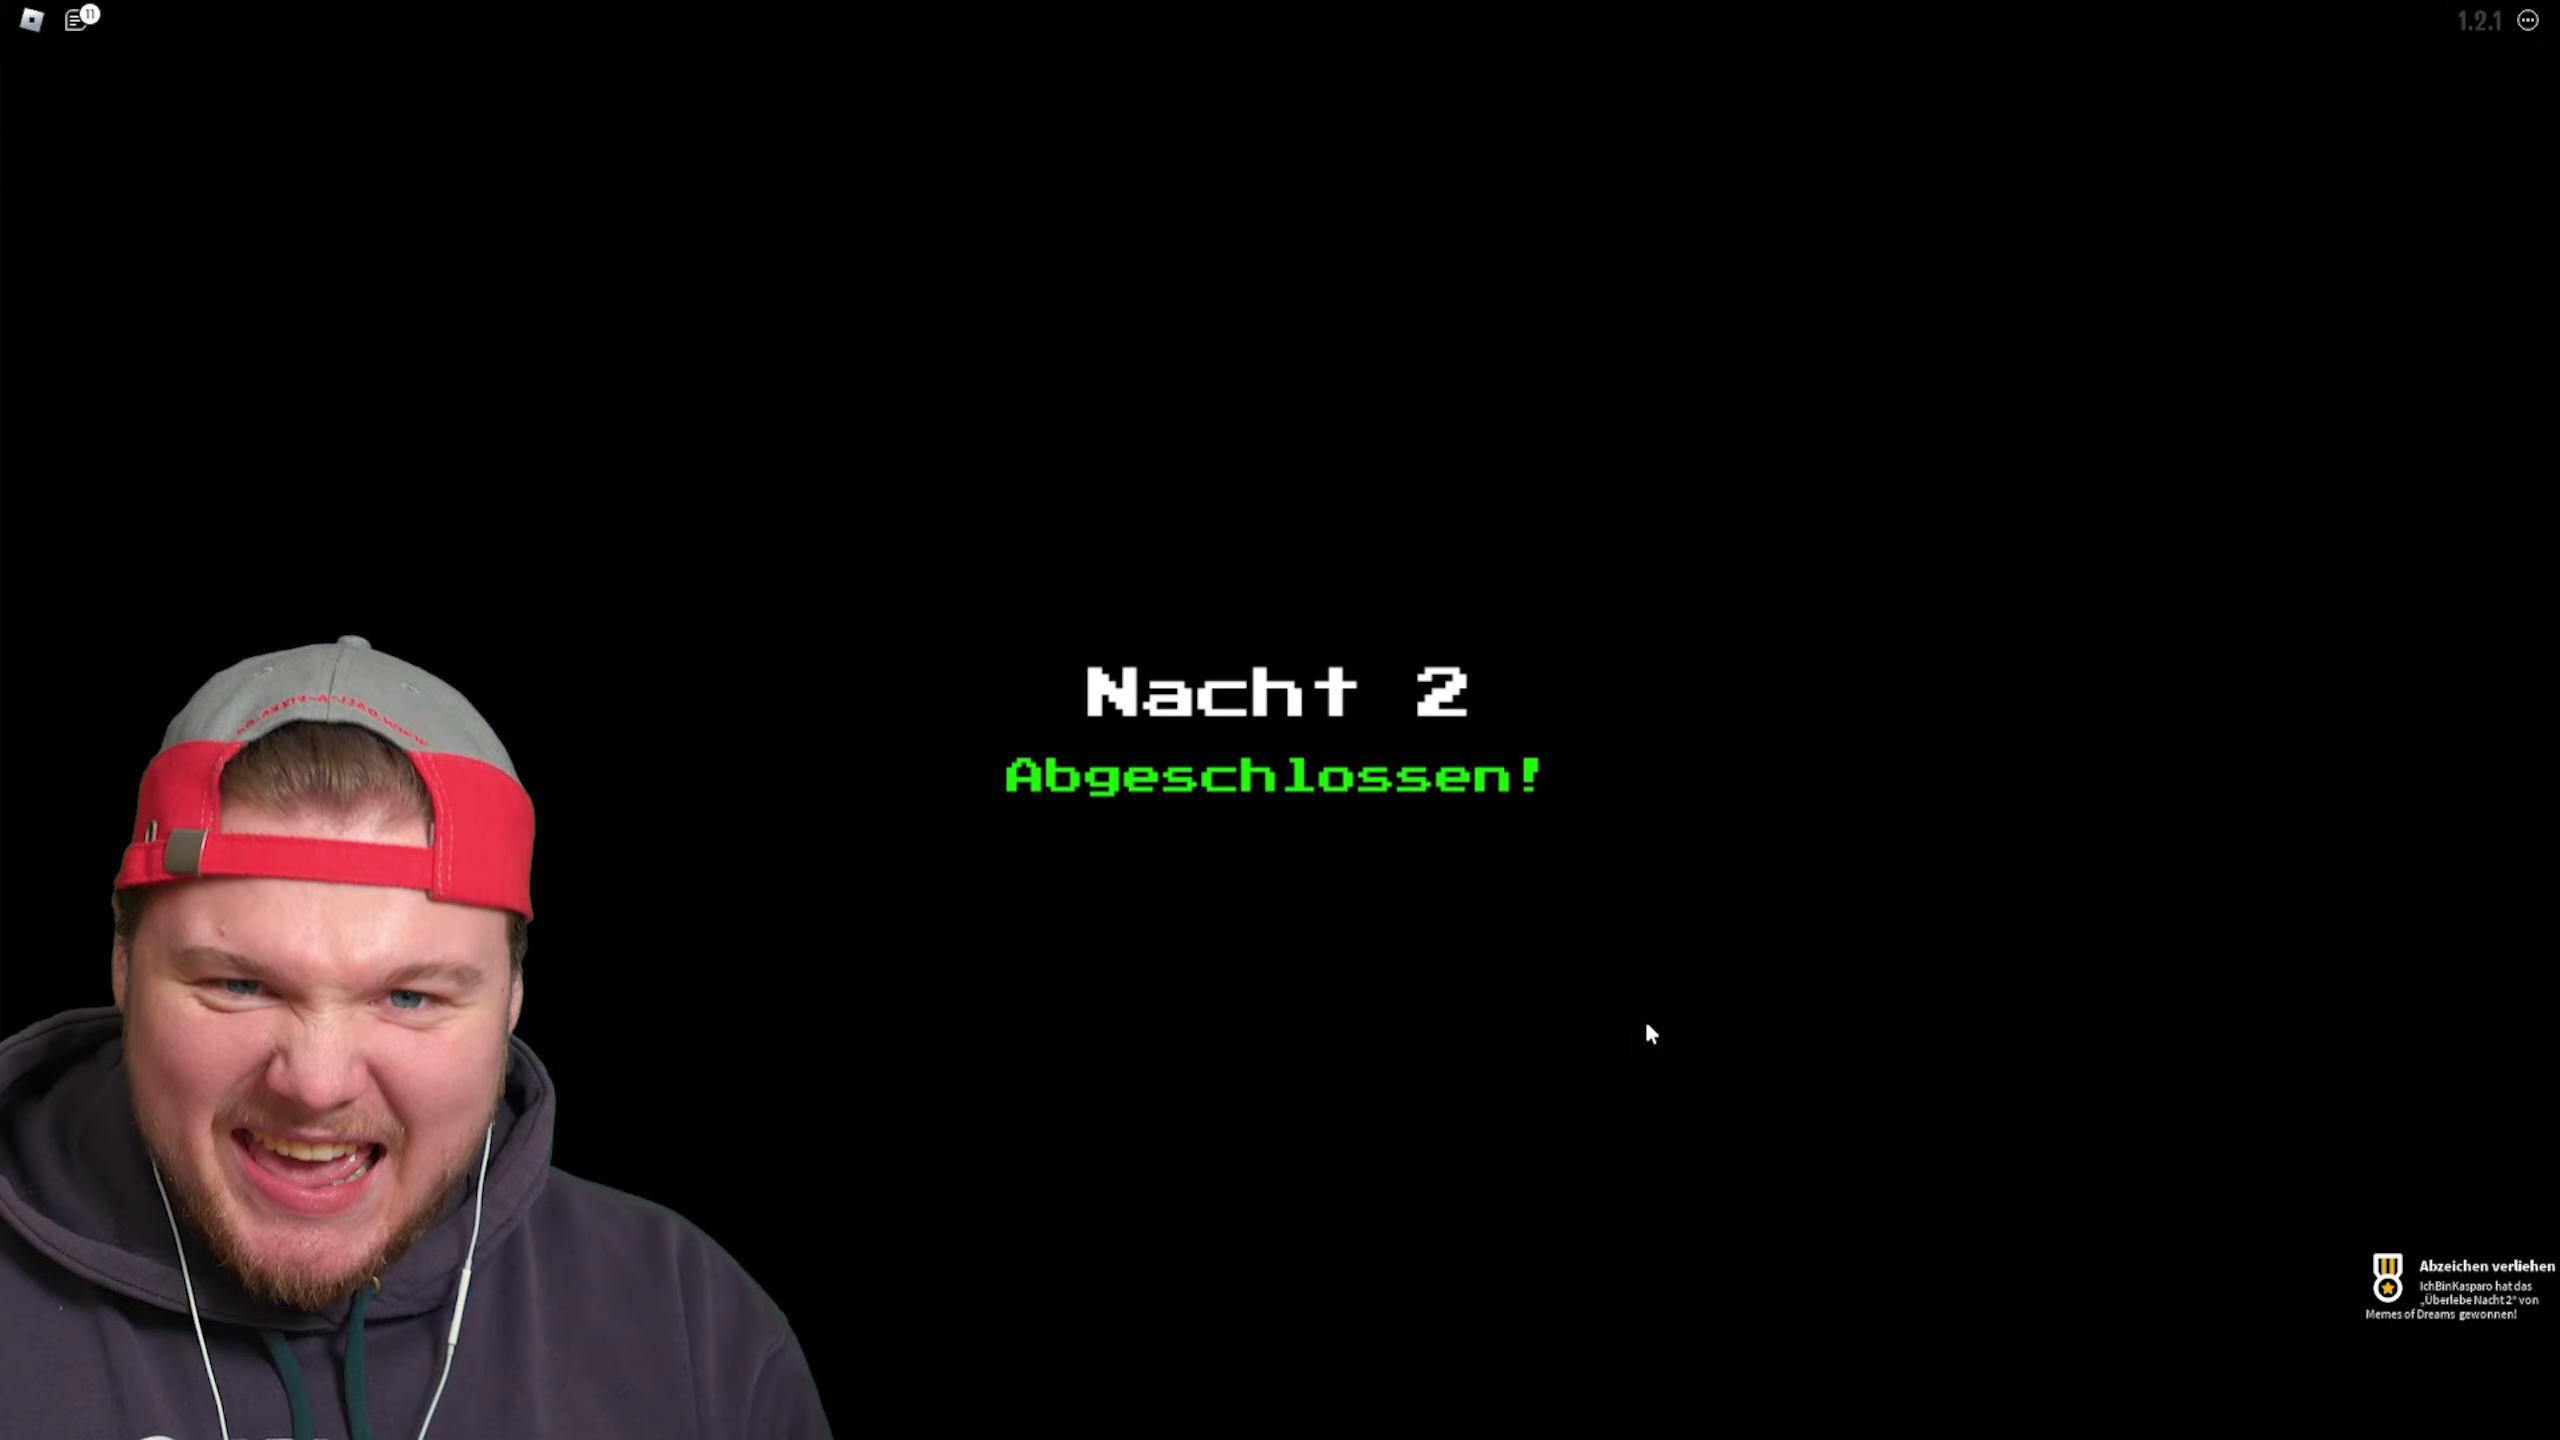 11
1.2.1
Nacht 2
Abgeschlossen!
Abzeichen verliehen
IchBinKasparo hat das
„Überlebe Nacht 2“ von
Memes of Dreams gewonnen!